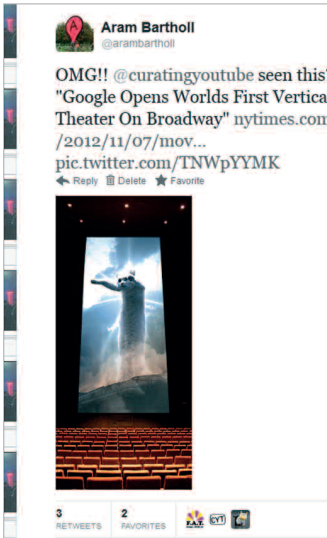 Aram Bartholl
@arambartholl
OMG!! @curatingyoutube seen this?
"Google Opens Worlds First Vertica
Theater On Broadway" nytimes.com
/2012/11/07/mov...
pic.twitter.com/TNWpYYMK
Reply Delete Favorite
3 2
RETWEETS FAVORITES
F.A.T. CYT